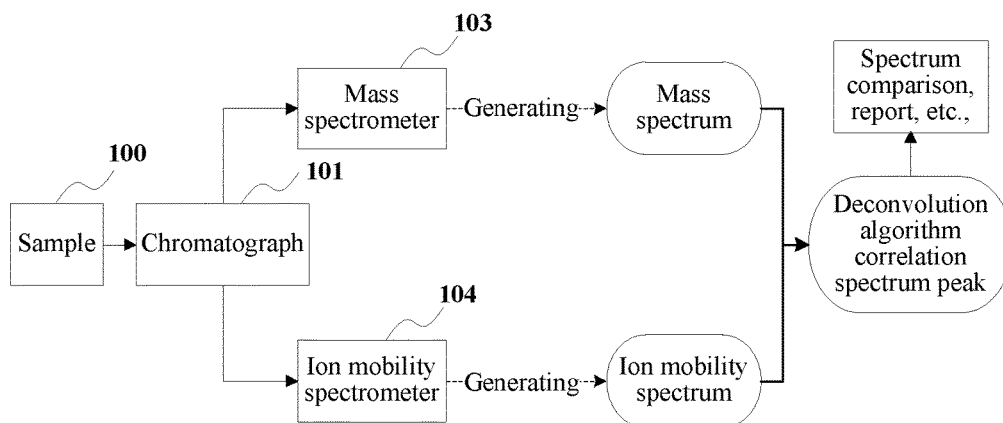 103
Mass
spectrometer
Generating
Mass
spectrum
Spectrum
comparison,
report, etc.,
100
Sample
101
Chromatograph
Deconvolution
algorithm
correlation
spectrum peak
104
Ion mobility
spectrometer
Generating
Ion mobility
spectrum